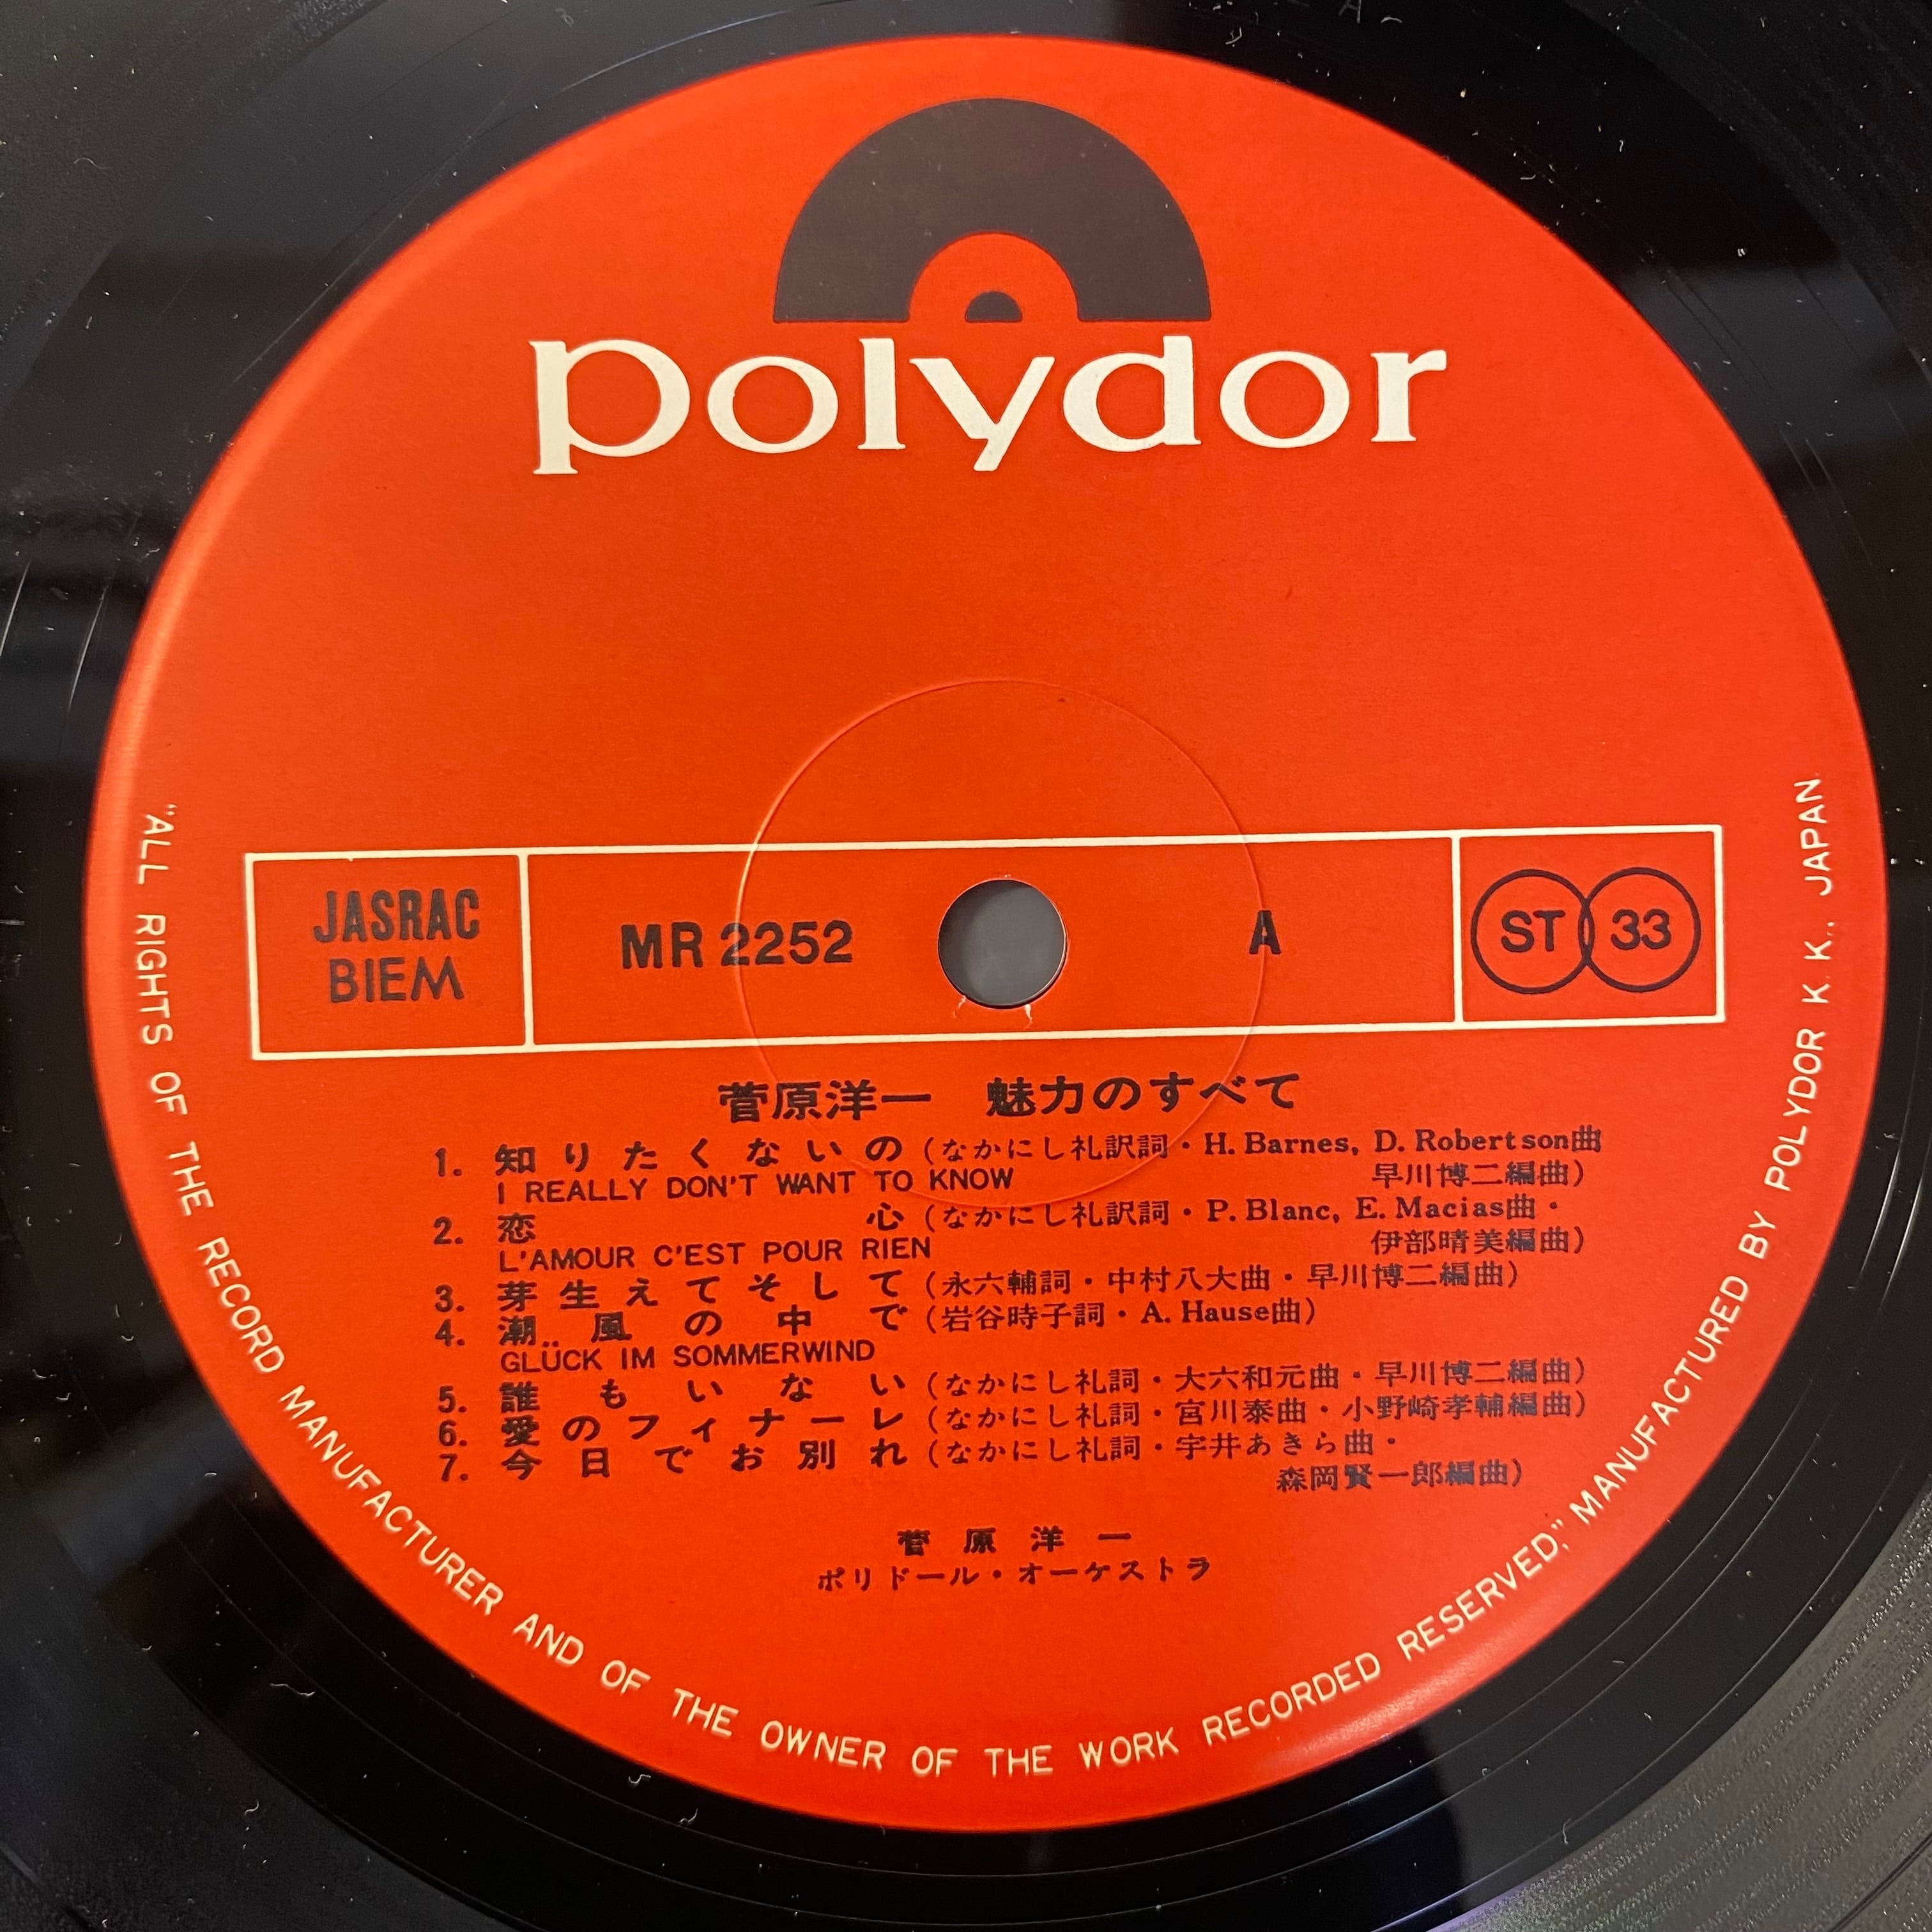 polydor
JASRAC
BIEM
MR 2252
A
ST 33
菅原洋一 魅力のすべて
1. 知りたくないの (なかにし礼訳詞・H. Barnes, D. Robertson曲
I REALLY DON'T WANT TO KNOW 早川博二編曲)
2. 恋心 (なかにし礼訳詞・P. Blanc, E. Macias曲・
L'AMOUR C'EST POUR RIEN 伊部晴美編曲)
3. 芽生えてそして (永六輔詞・中村八大曲・早川博二編曲)
4. 潮風の中で (岩谷時子詞・A. Hause曲)
GLÜCK IM SOMMERWIND
5. 誰もいない (なかにし礼詞・大六和元曲・早川博二編曲)
6. 愛のフィナーレ (なかにし礼詞・宮川泰曲・小野崎孝輔編曲)
7. 今日でお別れ (なかにし礼詞・宇井あきら曲・
森岡賢一郎編曲)
菅原洋一
ポリドール・オーケストラ
"ALL RIGHTS OF THE RECORD MANUFACTURER AND OF THE OWNER OF THE WORK RECORDED RESERVED," MANUFACTURED BY POLYDOR K. K., JAPAN